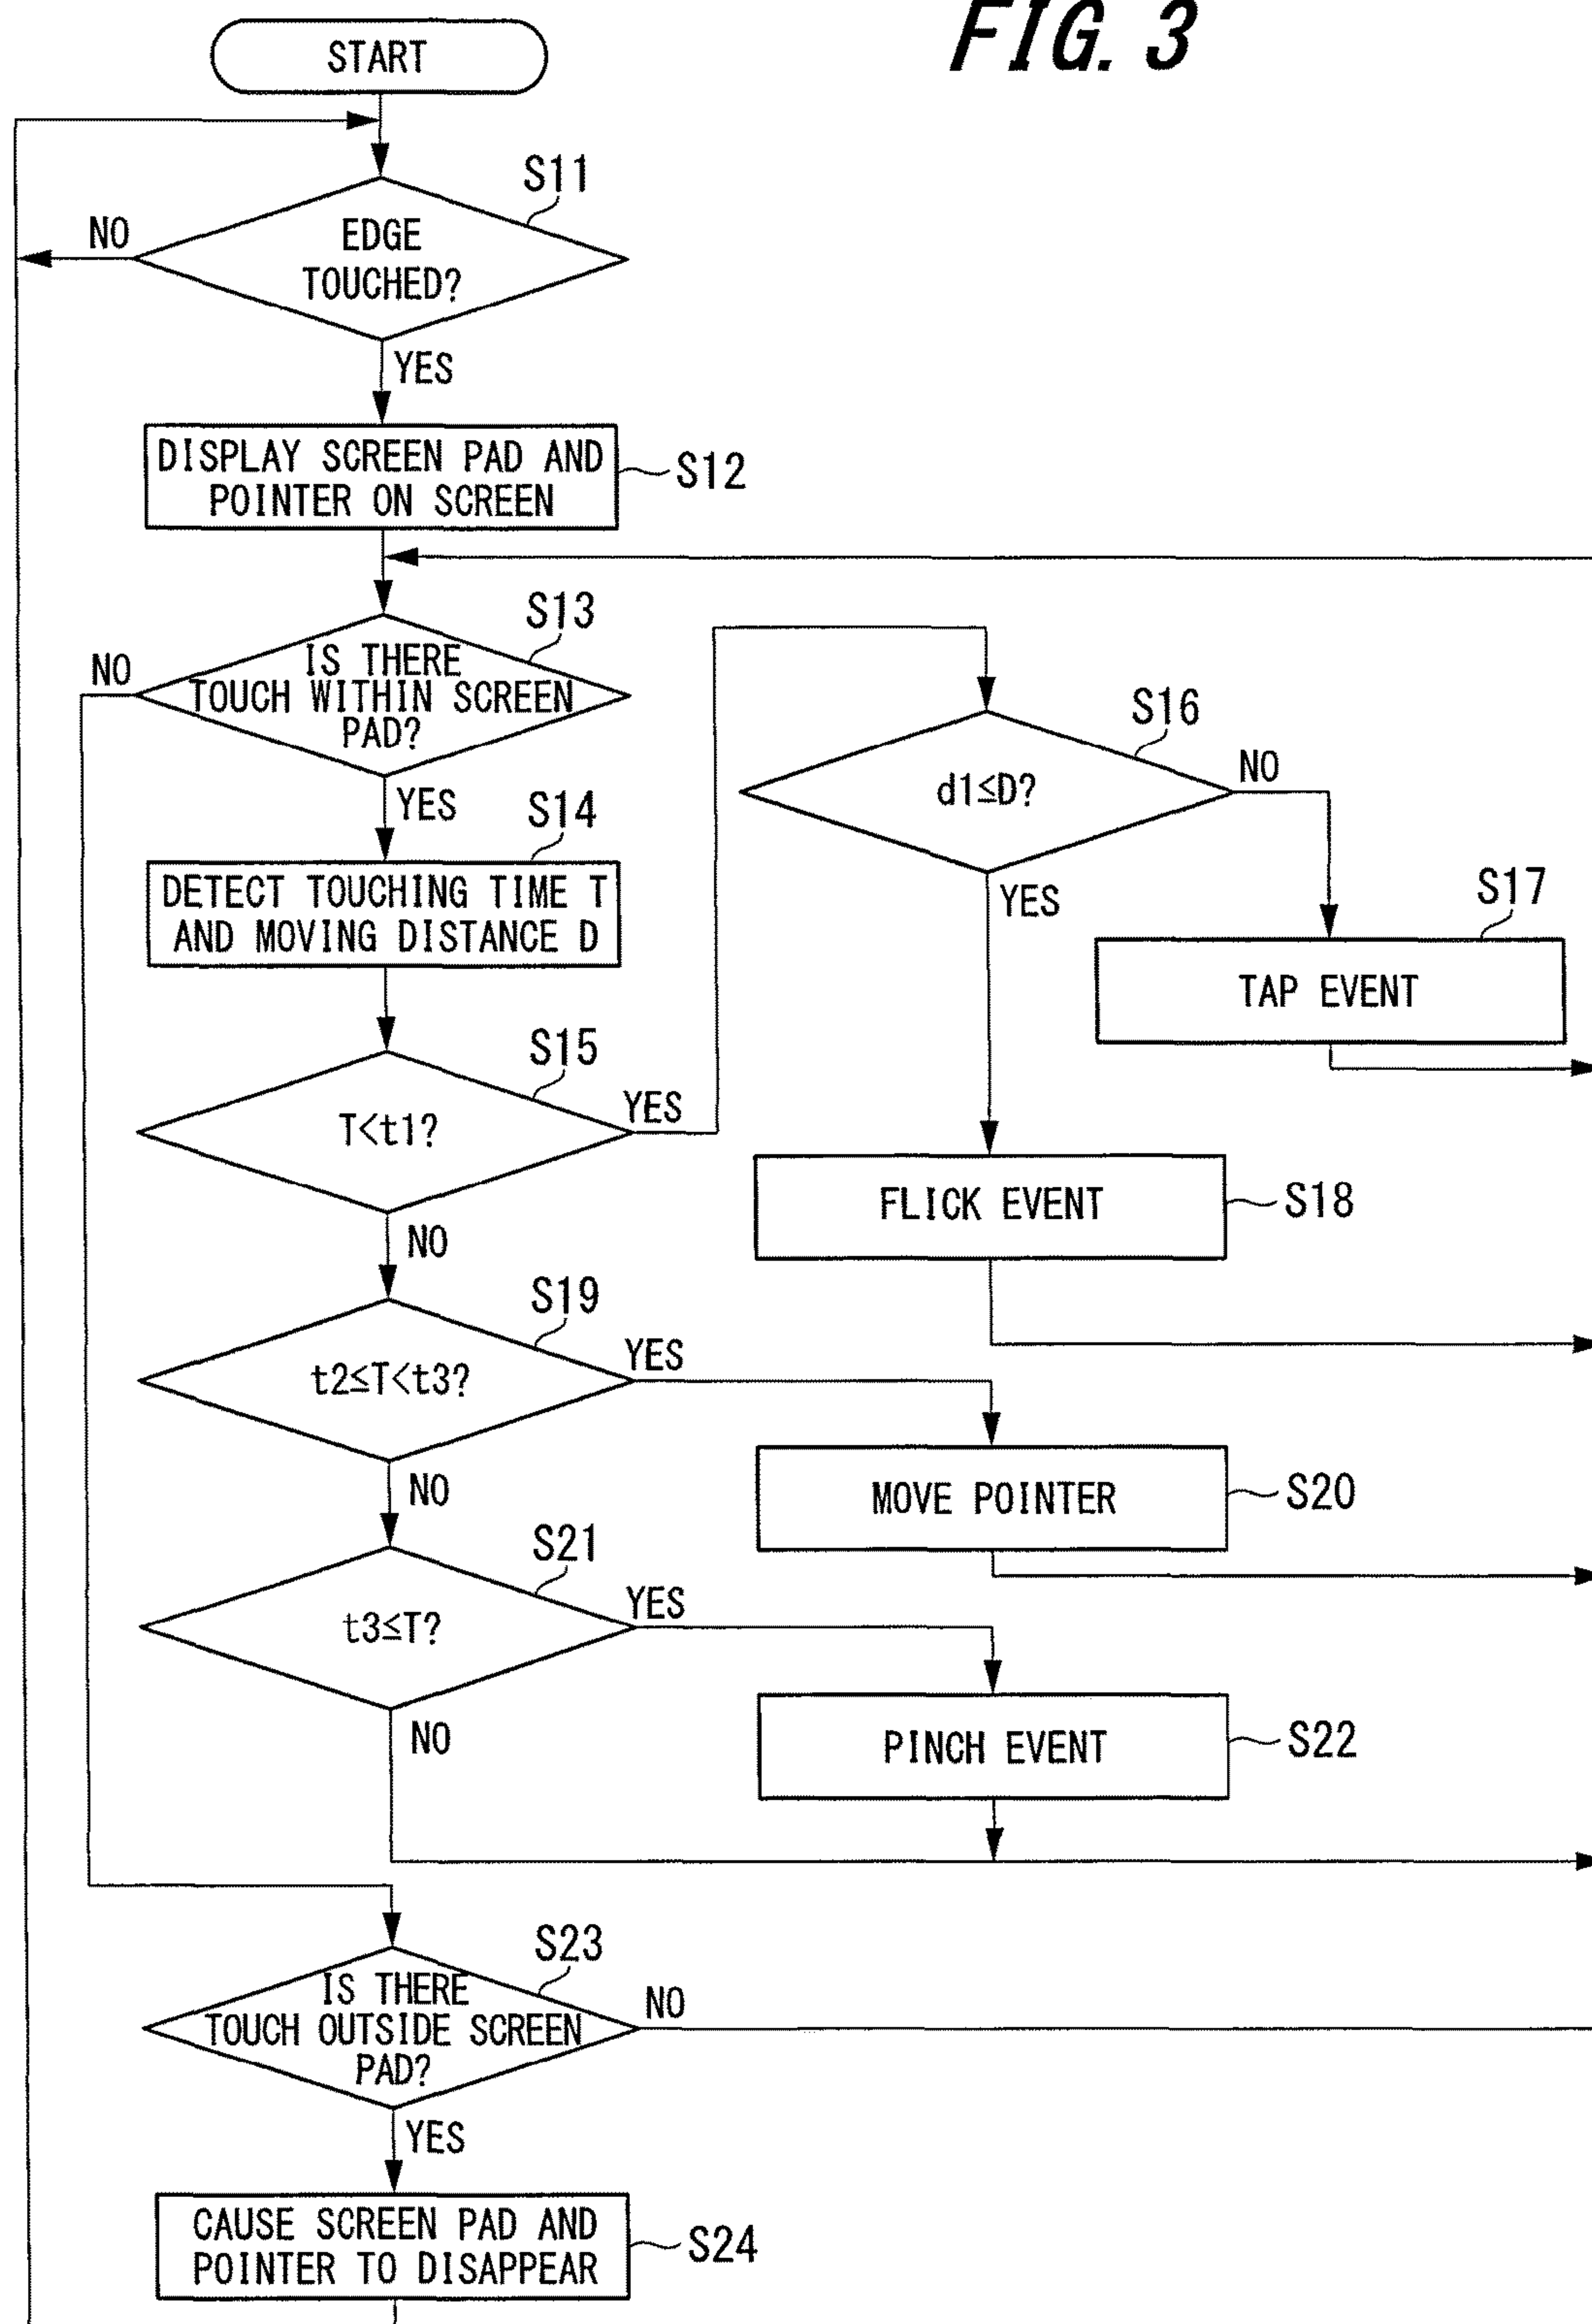 FIG. 3
START
S11
NO
EDGE
TOUCHED?
YES
DISPLAY SCREEN PAD AND
POINTER ON SCREEN
S12
S13
NO
IS THERE
TOUCH WITHIN SCREEN
PAD?
YES
S14
DETECT TOUCHING TIME T
AND MOVING DISTANCE D
S15
T<t1?
YES
NO
S16
d1≤D?
NO
YES
S17
TAP EVENT
FLICK EVENT
S18
S19
t2≤T<t3?
YES
NO
MOVE POINTER
S20
S21
t3≤T?
YES
NO
PINCH EVENT
S22
S23
IS THERE
TOUCH OUTSIDE SCREEN
PAD?
NO
YES
CAUSE SCREEN PAD AND
POINTER TO DISAPPEAR
S24